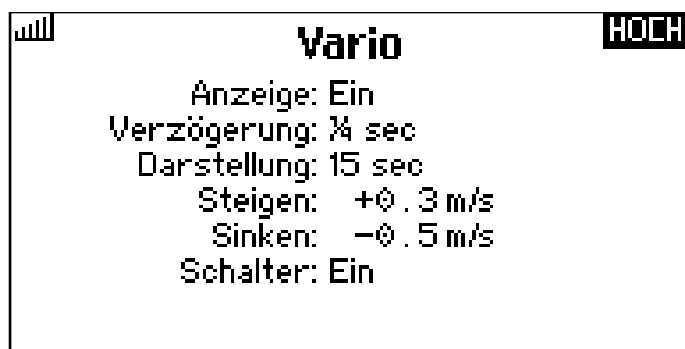 HOCH
Vario
Anzeige: Ein
Verzögerung: ¼ sec
Darstellung: 15 sec
Steigen: +0.3 m/s
Sinken: -0.5 m/s
Schalter: Ein